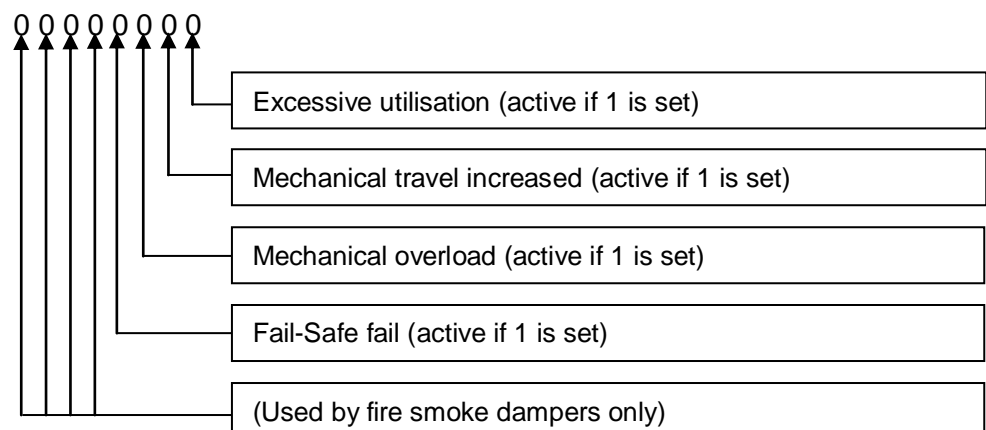 0 0 0 0 0 0 0 0
Excessive utilisation (active if 1 is set)
Mechanical travel increased (active if 1 is set)
Mechanical overload (active if 1 is set)
Fail-Safe fail (active if 1 is set)
(Used by fire smoke dampers only)